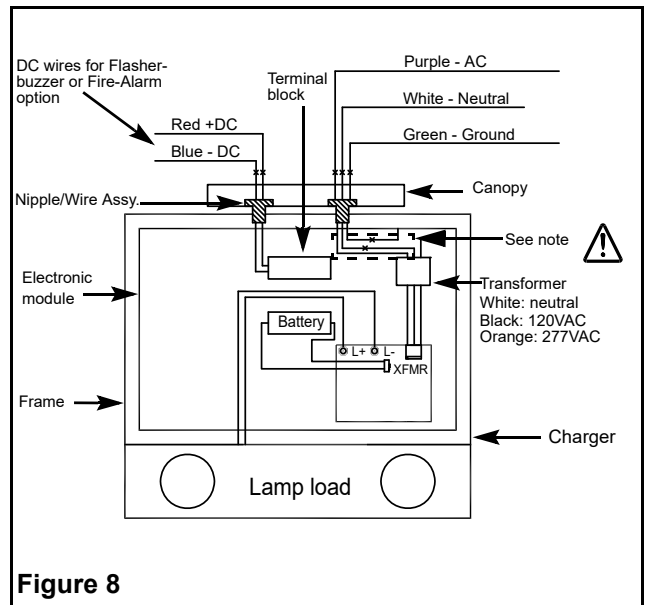 DC wires for Flasher-
buzzer or Fire-Alarm
option
Terminal
block
Purple - AC
White - Neutral
Green - Ground
Red +DC
Blue - DC
Nipple/Wire Assy.
Canopy
See note
Electronic
module
Transformer
White: neutral
Black: 120VAC
Orange: 277VAC
Battery
L+ L-
XFMR
Frame
Charger
Lamp load
Figure 8